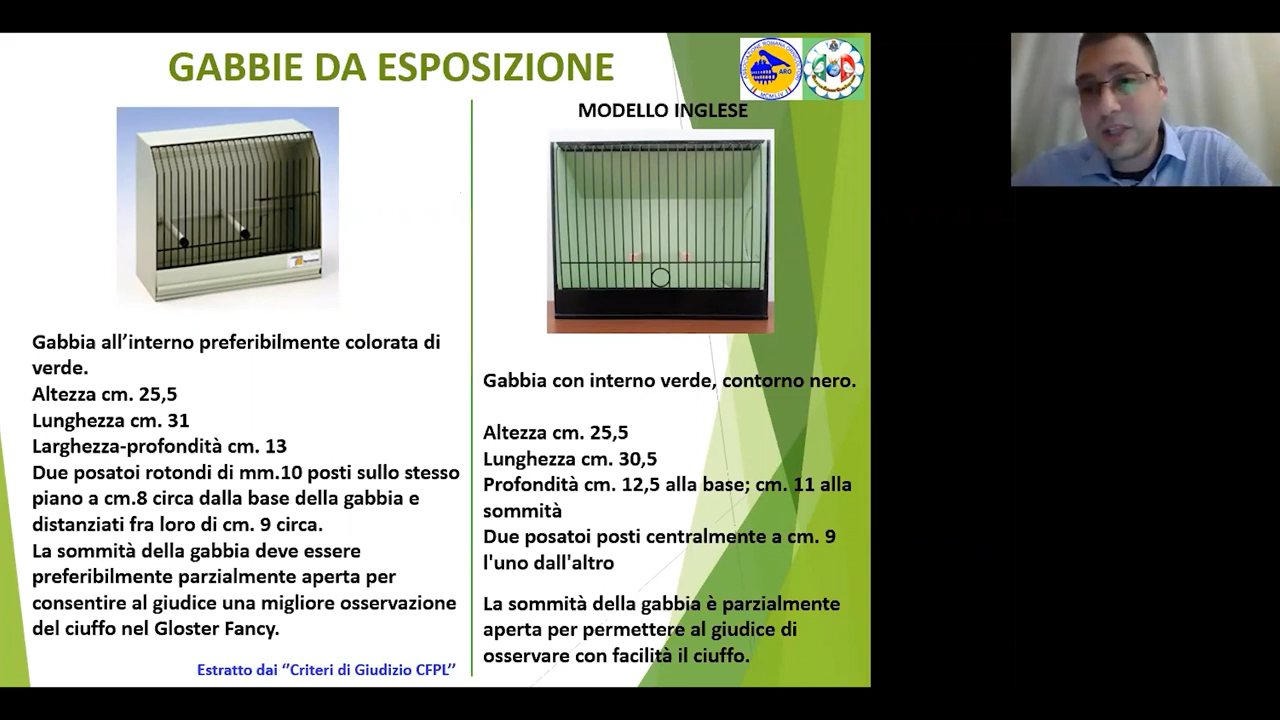 GABBIE DA ESPOSIZIONE
ASSOCIAZIONE ROMANA ORNITOLOGICA
ARO
MCMLIV
MODELLO INGLESE
Gabbia all’interno preferibilmente colorata di
verde.
Altezza cm. 25,5
Lunghezza cm. 31
Larghezza-profondità cm. 13
Due posatoi rotondi di mm.10 posti sullo stesso
piano a cm.8 circa dalla base della gabbia e
distanziati fra loro di cm. 9 circa.
La sommità della gabbia deve essere
preferibilmente parzialmente aperta per
consentire al giudice una migliore osservazione
del ciuffo nel Gloster Fancy.
Estratto dai ‘‘Criteri di Giudizio CFPL’’
Gabbia con interno verde, contorno nero.
Altezza cm. 25,5
Lunghezza cm. 30,5
Profondità cm. 12,5 alla base; cm. 11 alla
sommità
Due posatoi posti centralmente a cm. 9
l'uno dall'altro
La sommità della gabbia è parzialmente
aperta per permettere al giudice di
osservare con facilità il ciuffo.